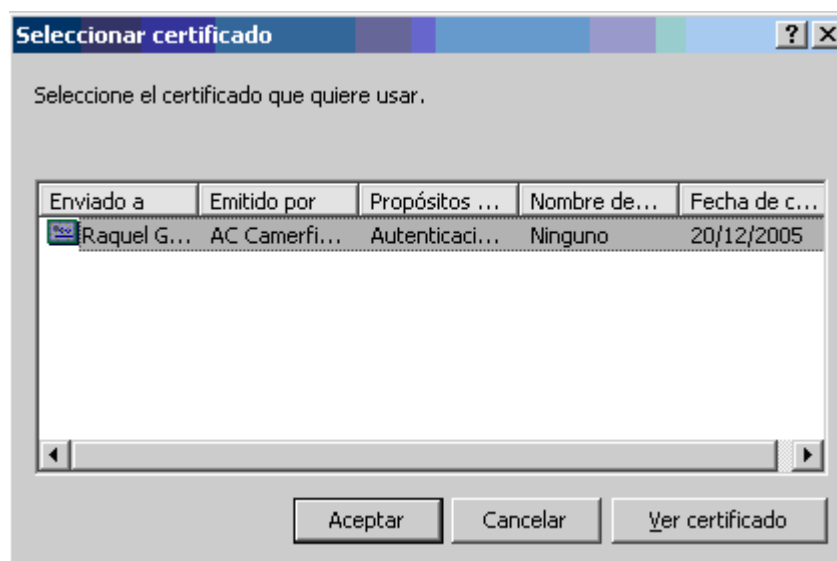 Seleccionar certificado
Seleccione el certificado que quiere usar.
Enviado a Emitido por Propósitos ... Nombre de... Fecha de c...
Raquel G... AC Camerfi... Autenticaci... Ninguno 20/12/2005
Aceptar Cancelar Ver certificado